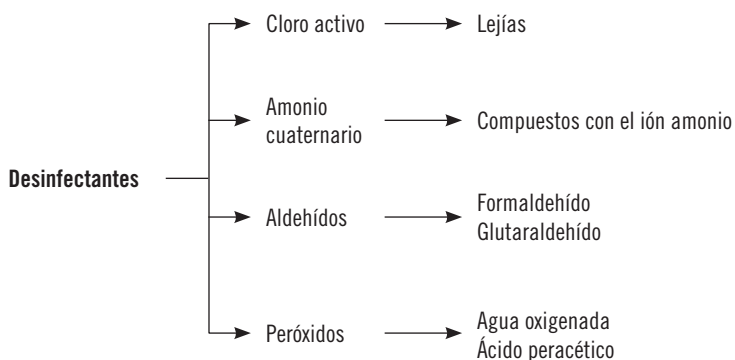 Cloro activo
Lejías
Amonio
cuaternario
Compuestos con el ión amonio
Desinfectantes
Aldehídos
Formaldehído
Glutaraldehído
Peróxidos
Agua oxigenada
Ácido peracético